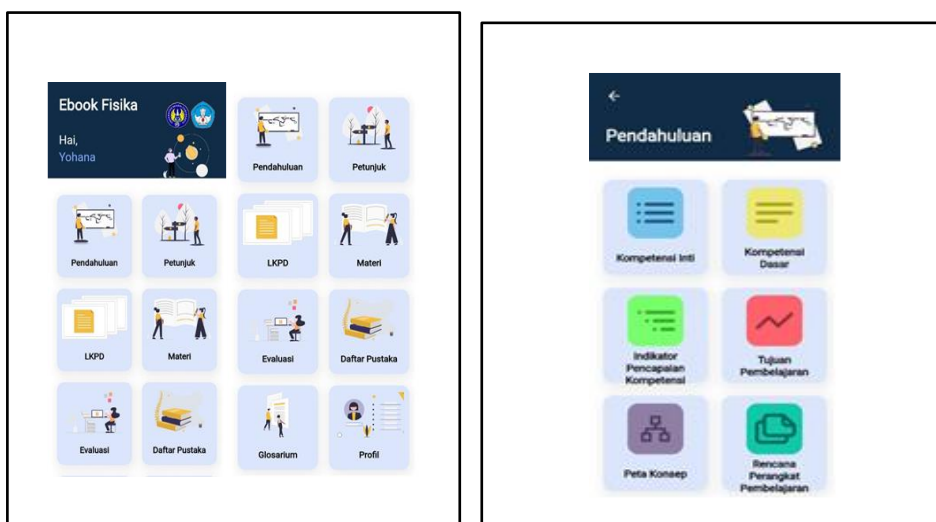 Ebook Fisika
Hai,
Yohana
Pendahuluan Petunjuk
LKPD Materi
Evaluasi Daftar Pustaka
Pendahuluan Petunjuk
LKPD Materi
Evaluasi Daftar Pustaka
Glosarium Profil
Pendahuluan
Kompetensi Inti
Kompetensi
Dasar
Indikator
Pencapaian
Kompetensi
Tujuan
Pembelajaran
Peta Konsep
Rencana
Perangkat
Pembelajaran